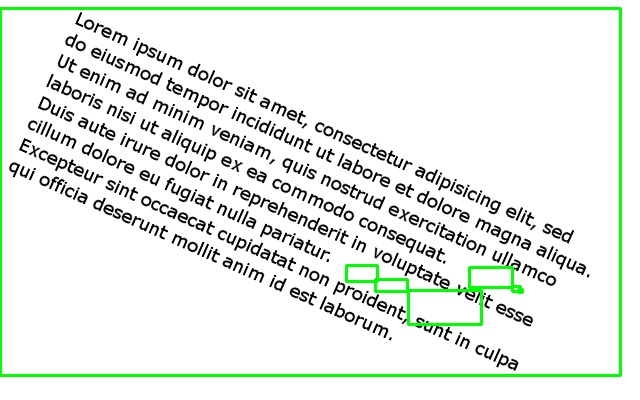 Lorem ipsum dolor sit amet, consectetur adipisicing elit, sed
do eiusmod tempor incididunt ut labore et dolore magna aliqua.
Ut enim ad minim veniam, quis nostrud exercitation ullamco
laboris nisi ut aliquip ex ea commodo consequat.
Duis aute irure dolor in reprehenderit in voluptate velit esse
cillum dolore eu fugiat nulla pariatur.
Excepteur sint occaecat cupidatat non proident, sunt in culpa
qui officia deserunt mollit anim id est laborum.